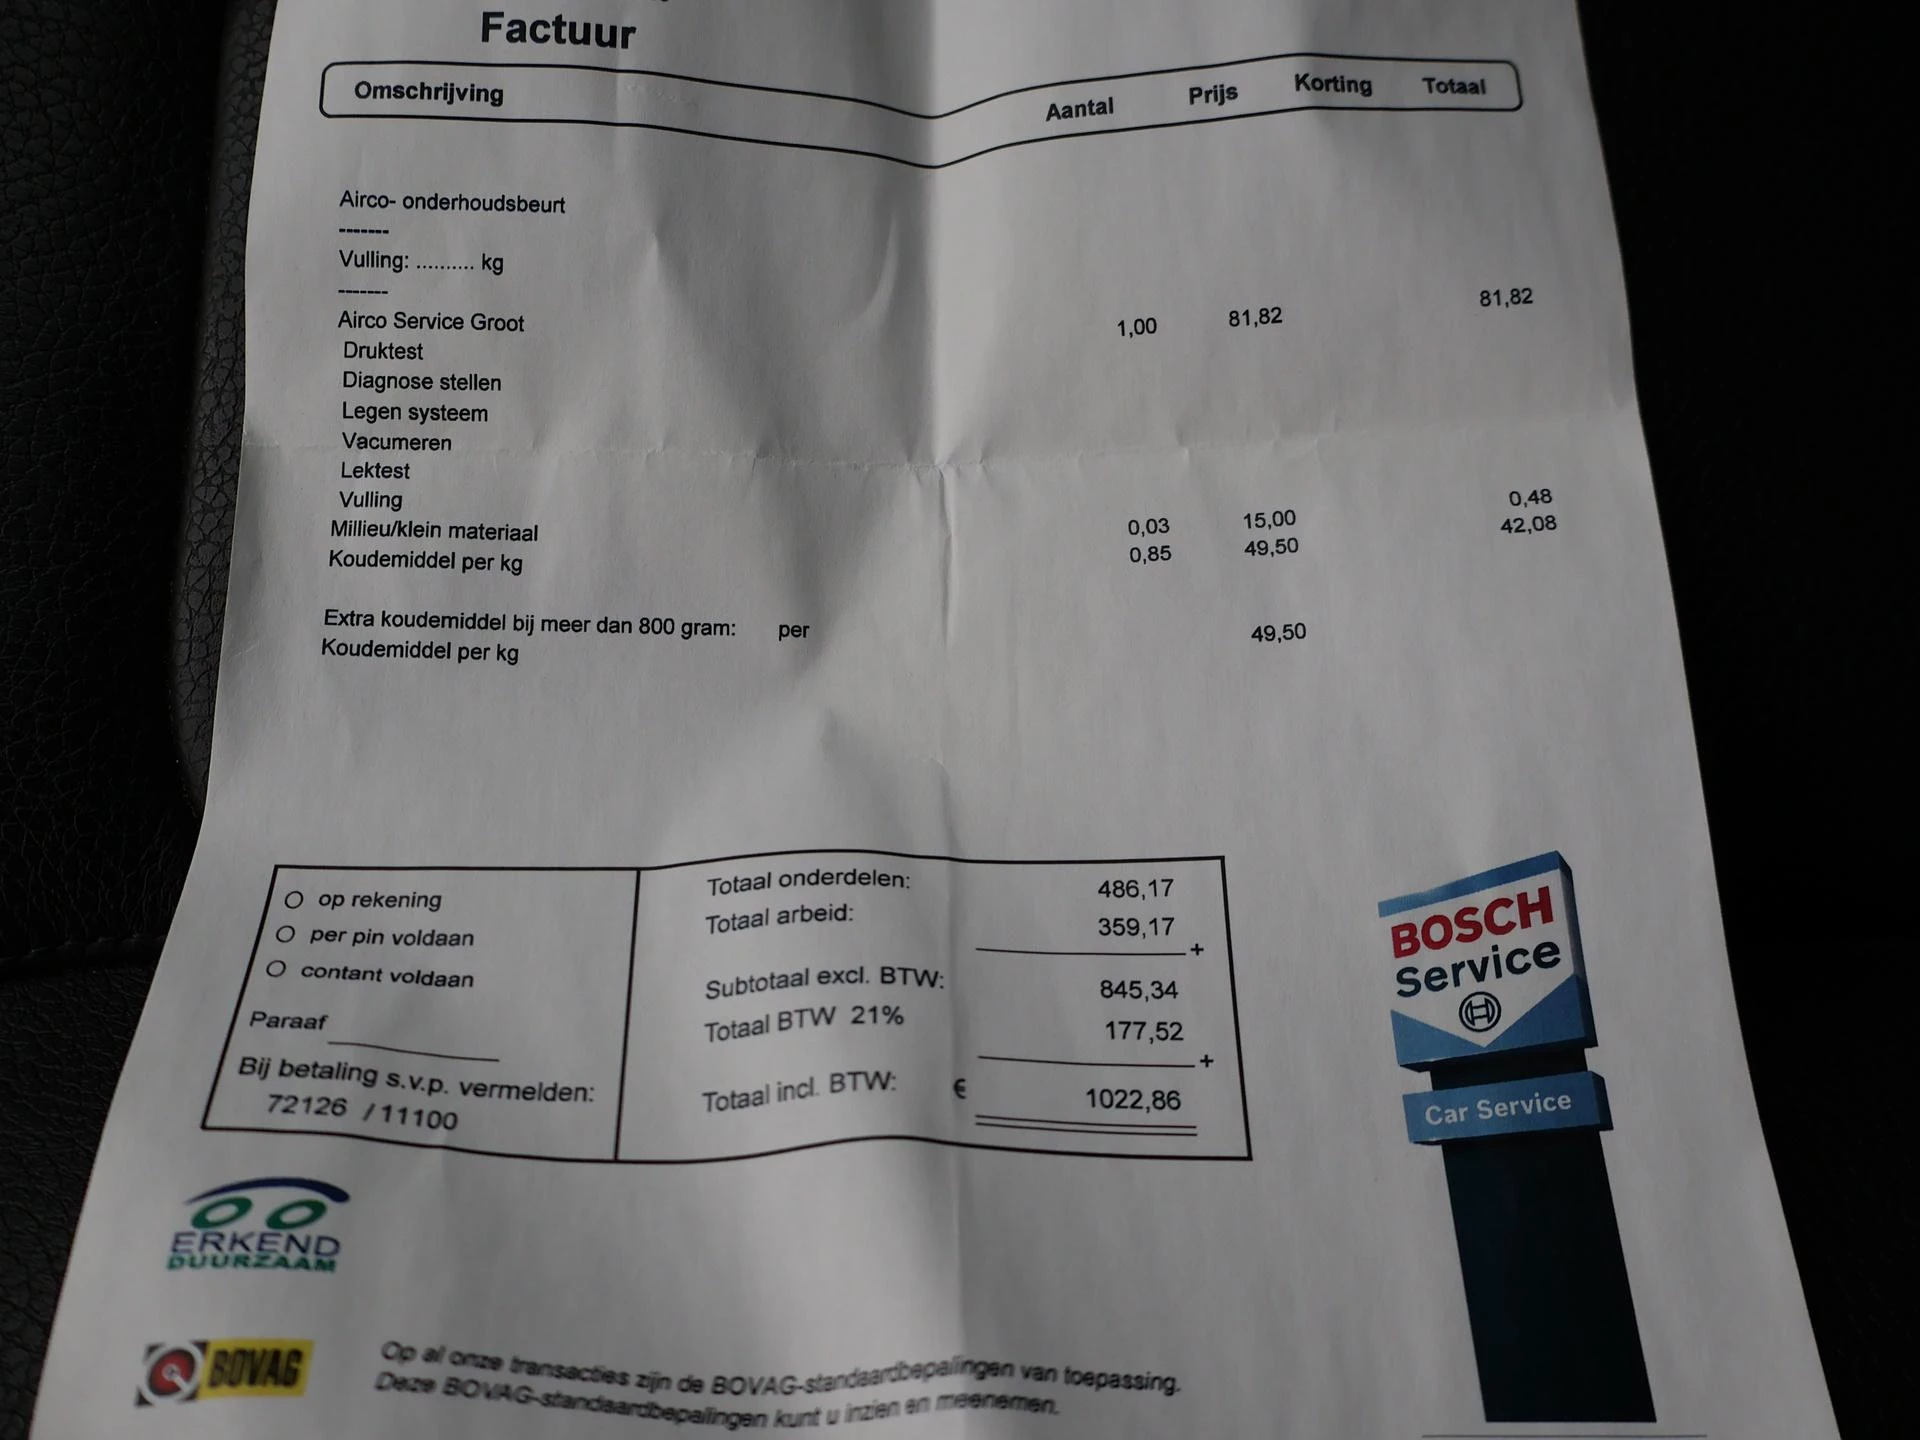 Factuur
Omschrijving Aantal Prijs Korting Totaal
Airco- onderhoudsbeurt
-------
Vulling: .......... kg
-------
Airco Service Groot 1,00 81,82 81,82
Druktest
Diagnose stellen
Legen systeem
Vacumeren
Lektest
Vulling
Millieu/klein materiaal 0,03 15,00 0,48
Koudemiddel per kg 0,85 49,50 42,08
Extra koudemiddel bij meer dan 800 gram: per
Koudemiddel per kg 49,50
op rekening
per pin voldaan
contant voldaan
Paraaf
Bij betaling s.v.p. vermelden:
72126 / 11100
Totaal onderdelen: 486,17
Totaal arbeid: 359,17
+
Subtotaal excl. BTW: 845,34
Totaal BTW 21% 177,52
+
Totaal incl. BTW: € 1022,86
BOSCH
Service
Car Service
ERKEND
DUURZAAM
BOVAG
Op al onze transacties zijn de BOVAG-standaardbepalingen van toepassing.
Deze BOVAG-standaardbepalingen kunt u inzien en meenemen.